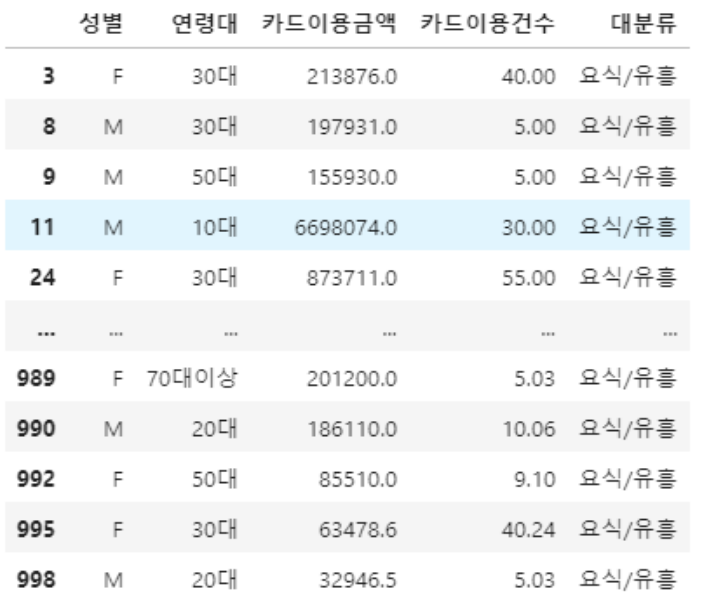 성별 연령대 카드이용금액 카드이용건수 대분류
3 F 30대 213876.0 40.00 요식/유흥
8 M 30대 197931.0 5.00 요식/유흥
9 M 50대 155930.0 5.00 요식/유흥
11 M 10대 6698074.0 30.00 요식/유흥
24 F 30대 873711.0 55.00 요식/유흥
... ... ... ... ... ...
989 F 70대이상 201200.0 5.03 요식/유흥
990 M 20대 186110.0 10.06 요식/유흥
992 F 50대 85510.0 9.10 요식/유흥
995 F 30대 63478.6 40.24 요식/유흥
998 M 20대 32946.5 5.03 요식/유흥